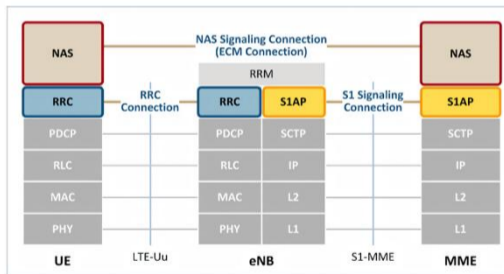 NAS Signaling Connection
(ECM Connection)
NAS
NAS
RRM
RRC
RRC
Connection
RRC
S1AP
S1 Signaling
Connection
S1AP
PDCP
PDCP
SCTP
SCTP
RLC
RLC
IP
IP
MAC
MAC
L2
L2
PHY
PHY
L1
L1
UE
LTE-Uu
eNB
S1-MME
MME